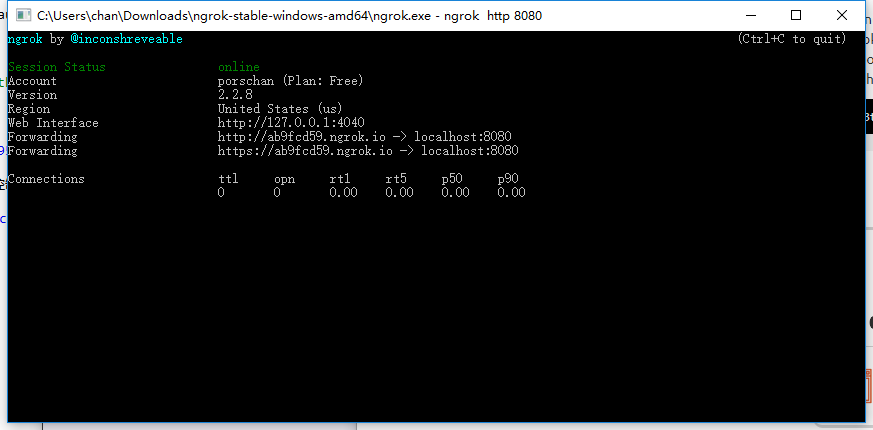 C:\Users\chan\Downloads\ngrok-stable-windows-amd64\ngrok.exe - ngrok  http 8080
ngrok by @inconshreveable (Ctrl+C to quit)
Session Status online
Account porschan (Plan: Free)
Version 2.2.8
Region United States (us)
Web Interface http://127.0.0.1:4040
Forwarding http://ab9fcd59.ngrok.io -> localhost:8080
Forwarding https://ab9fcd59.ngrok.io -> localhost:8080
Connections ttl opn rt1 rt5 p50 p90
0 0 0.00 0.00 0.00 0.00